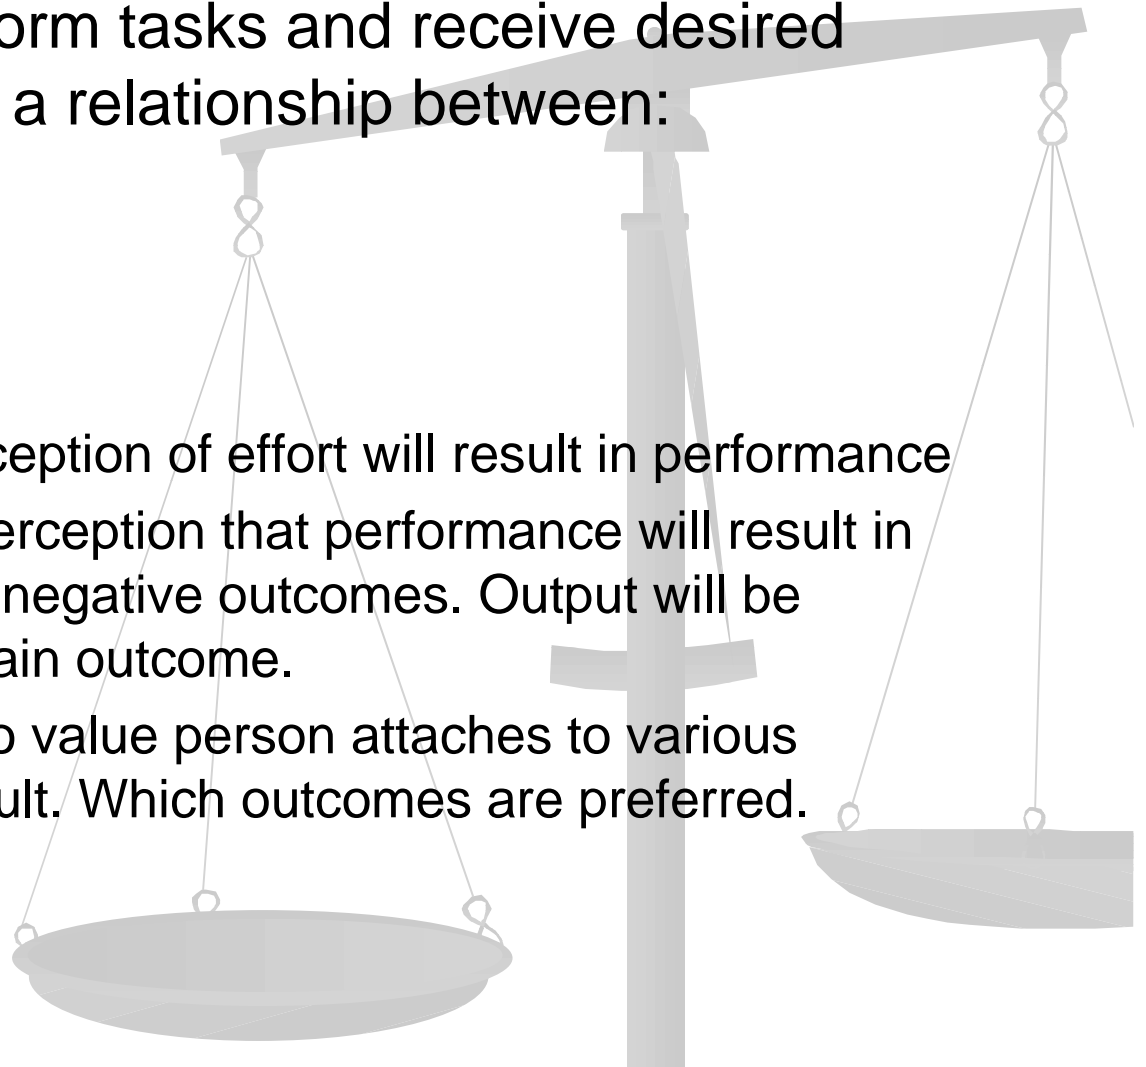 orm tasks and receive desired
a relationship between:
ception of effort will result in performance
erception that performance will result in
negative outcomes. Output will be
ain outcome.
o value person attaches to various
ult. Which outcomes are preferred.